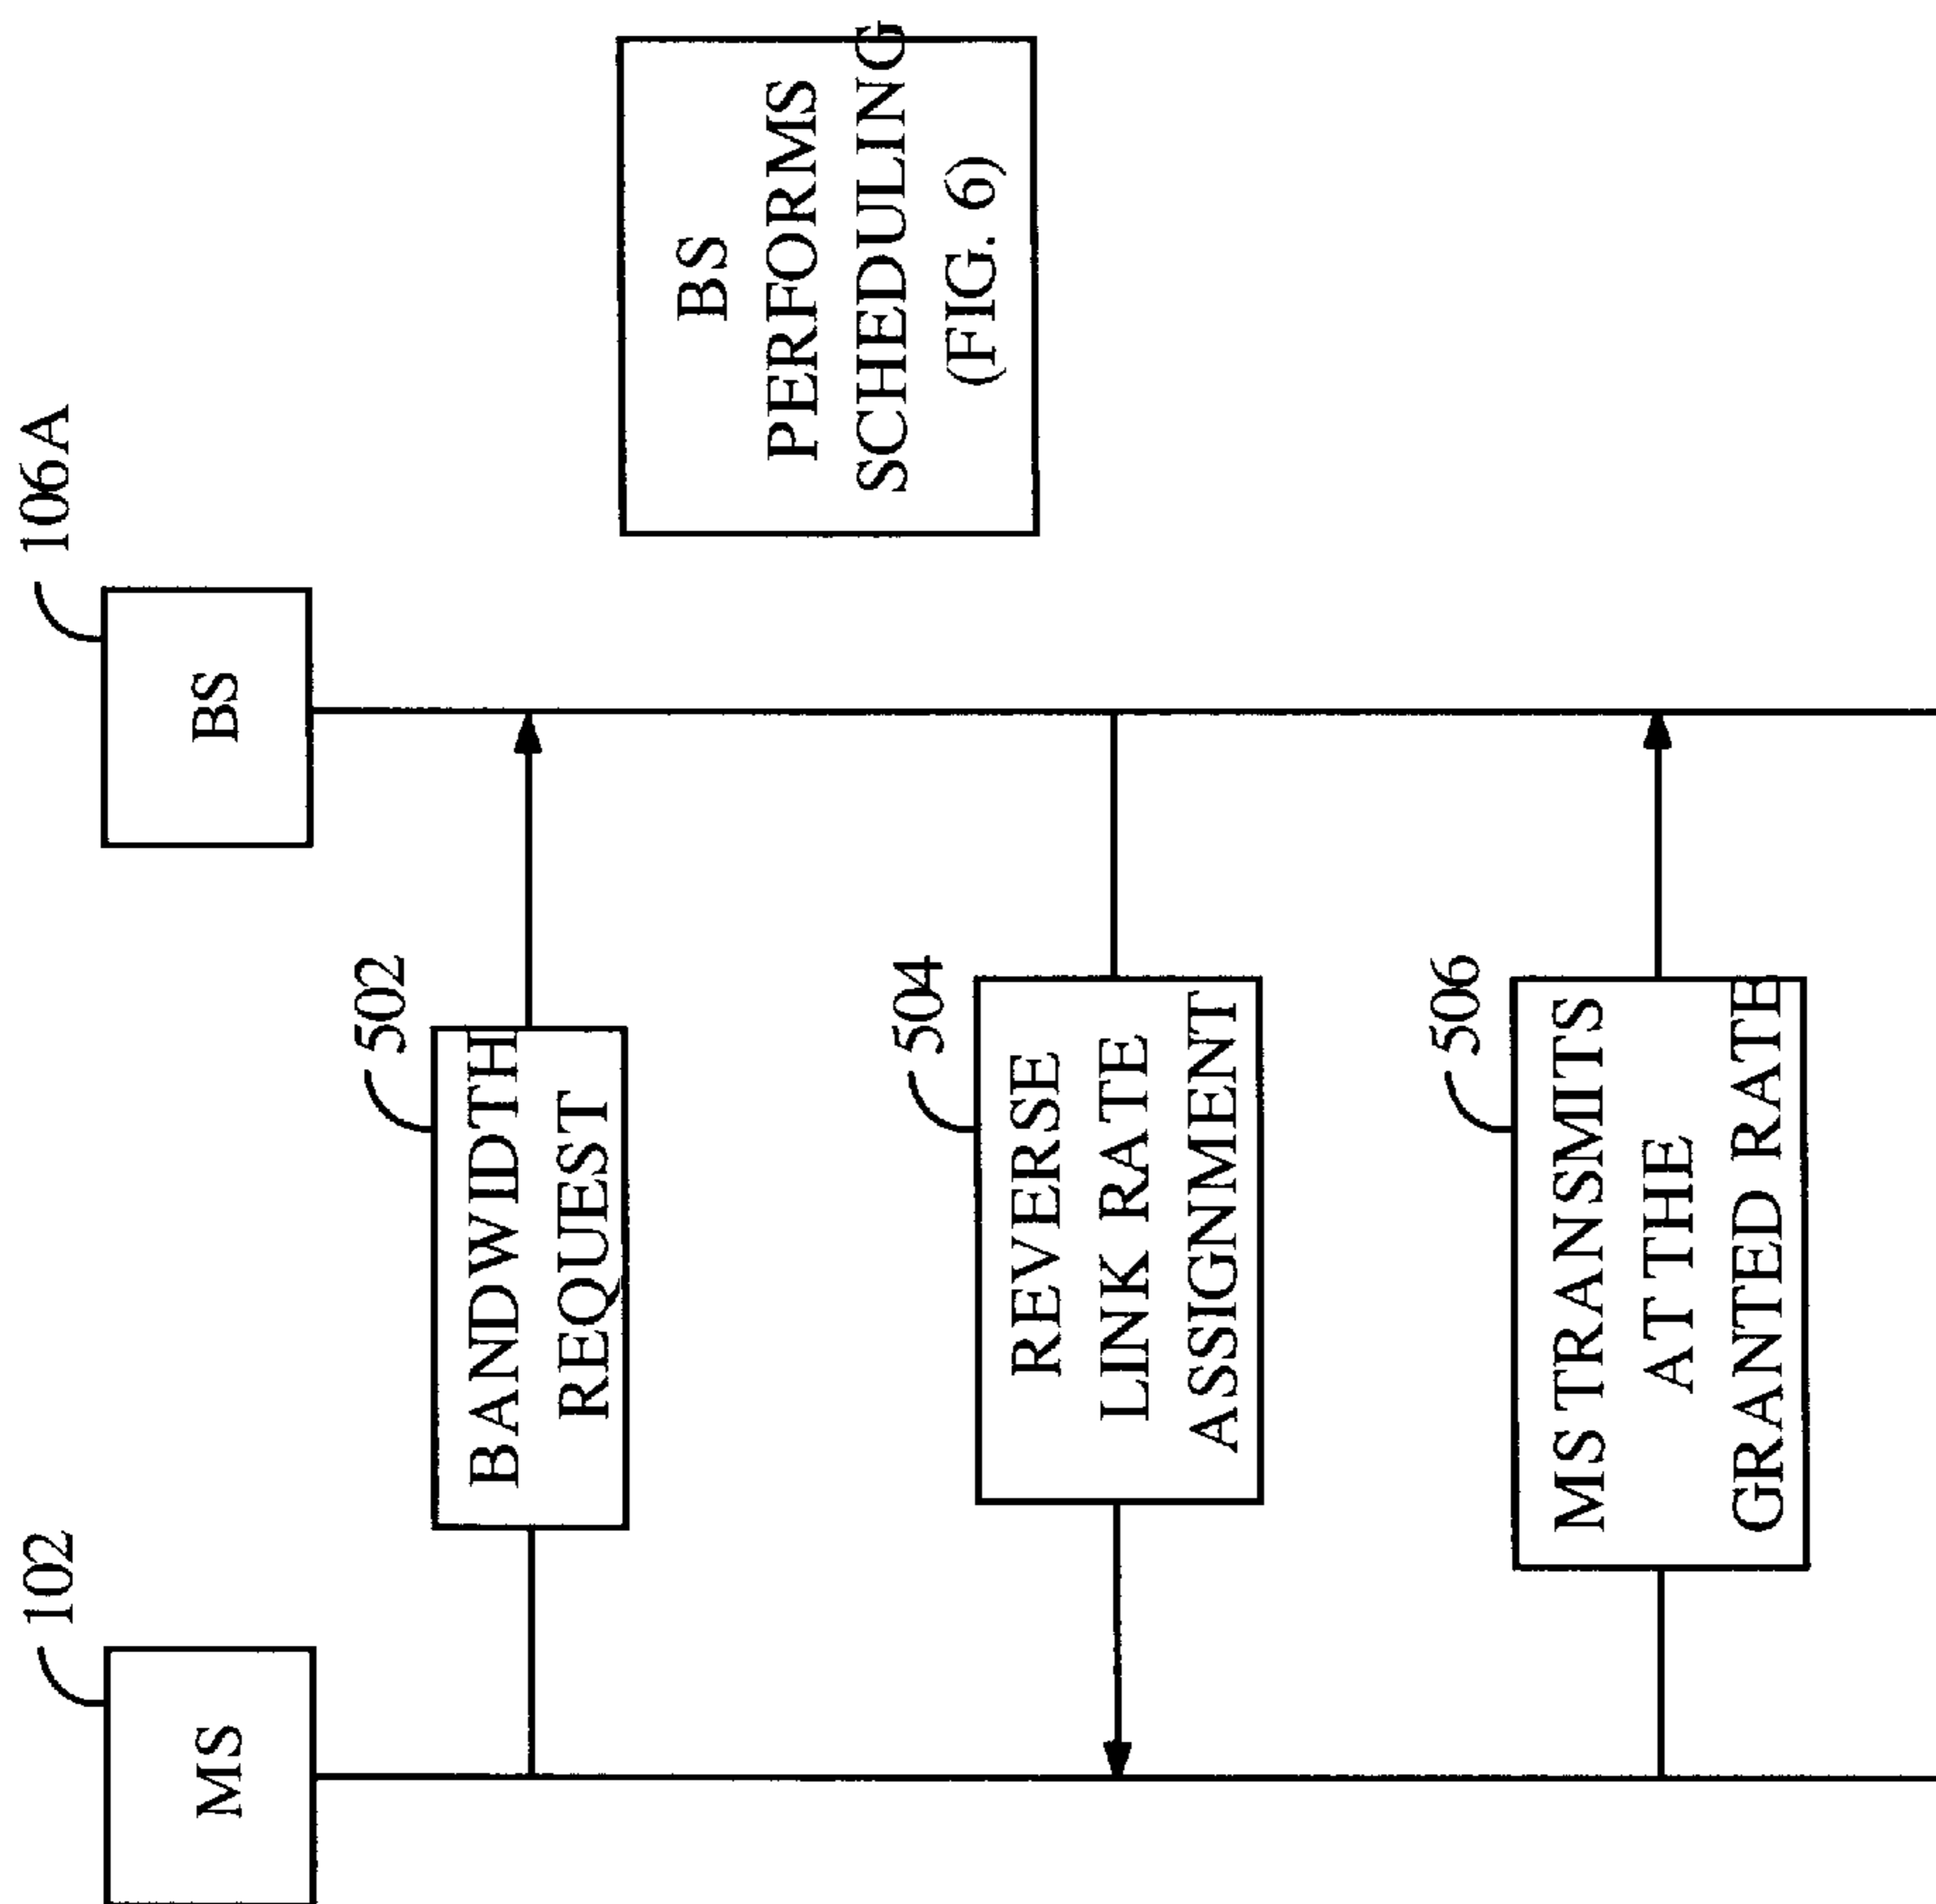 102
MS
106A
BS
502
BANDWIDTH
REQUEST
BS
PERFORMS
SCHEDULING
(FIG. 6)
504
REVERSE
LINK RATE
ASSIGNMENT
506
MS TRANSMITS
AT THE
GRANTED RATE